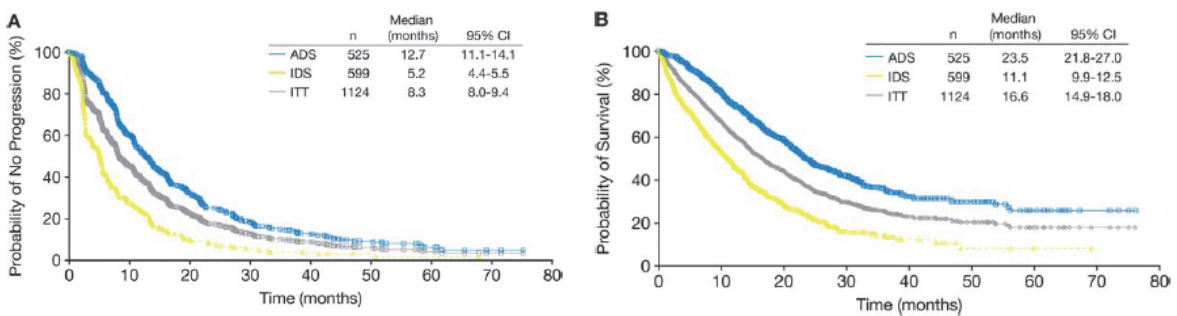 A
Median
n (months) 95% CI
ADS 525 12.7 11.1-14.1
IDS 599 5.2 4.4-5.5
ITT 1124 8.3 8.0-9.4
Probability of No Progression (%)
100
80
60
40
20
0
0 10 20 30 40 50 60 70 80
Time (months)
B
Median
n (months) 95% CI
ADS 525 23.5 21.8-27.0
IDS 599 11.1 9.9-12.5
ITT 1124 16.6 14.9-18.0
Probability of Survival (%)
100
80
60
40
20
0
0 10 20 30 40 50 60 70 80
Time (months)